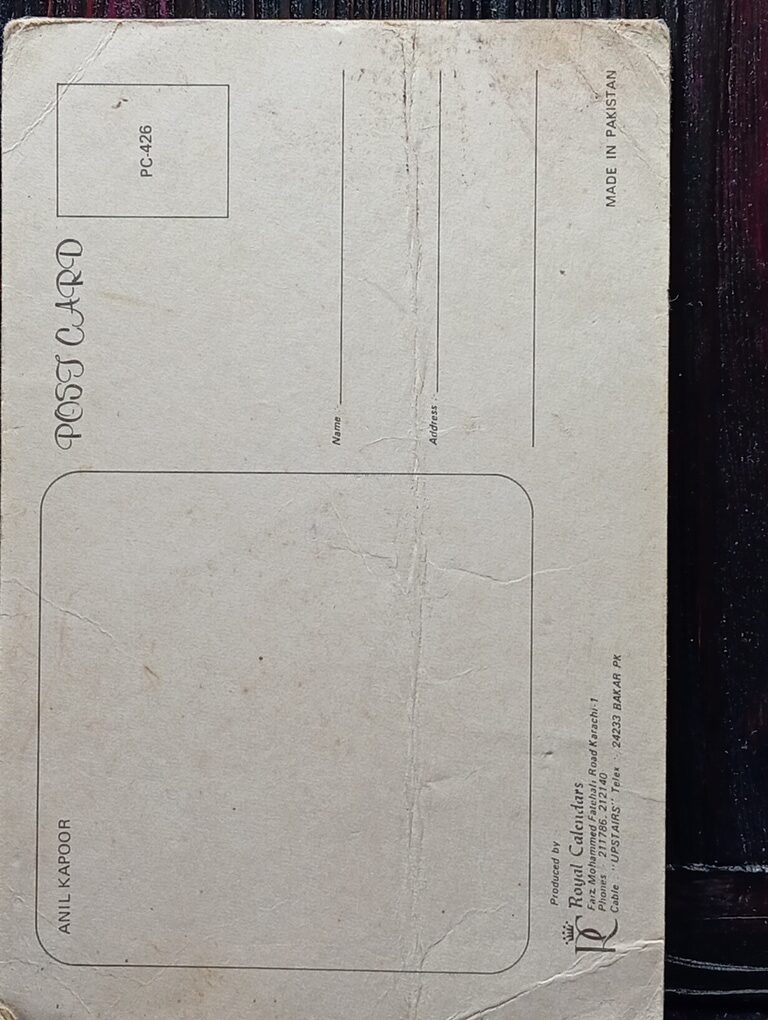 ANIL KAPOOR
POST CARD
PC-426
Name :-
Address :-
Produced by
RC
Royal Calendars
Faiz Mohammed Fatehali Road Karachi-1
Phones : 211786, 212140
Cable : "UPSTAIRS" Telex :- 24233 BAKAR PK
MADE IN PAKISTAN